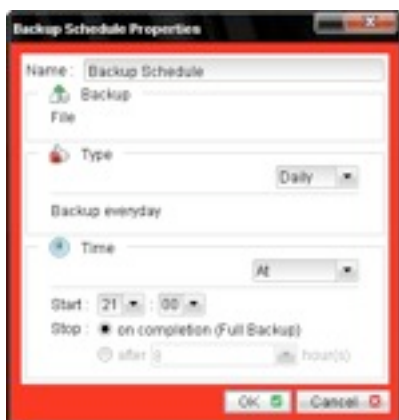 Backup Schedule Properties
Name: Backup Schedule
Backup
File
Type
Daily
Backup everyday
Time
At
Start: 21 : 00
Stop: on completion (Full Backup)
after 8 hour(s)
OK Cancel